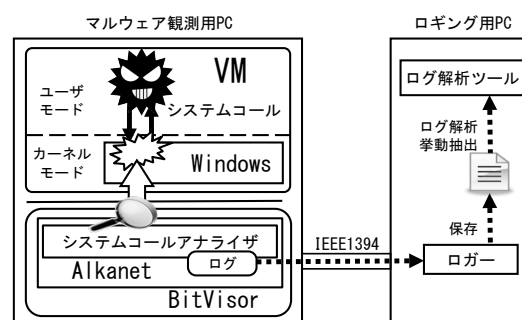 マルウェア観測用PC
ロギング用PC
VM
ユーザ
モード
システムコール
カーネル
モード
Windows
システムコールアナライザ
Alkanet
ログ
BitVisor
IEEE1394
ログ解析ツール
ログ解析
挙動抽出
保存
ロガー